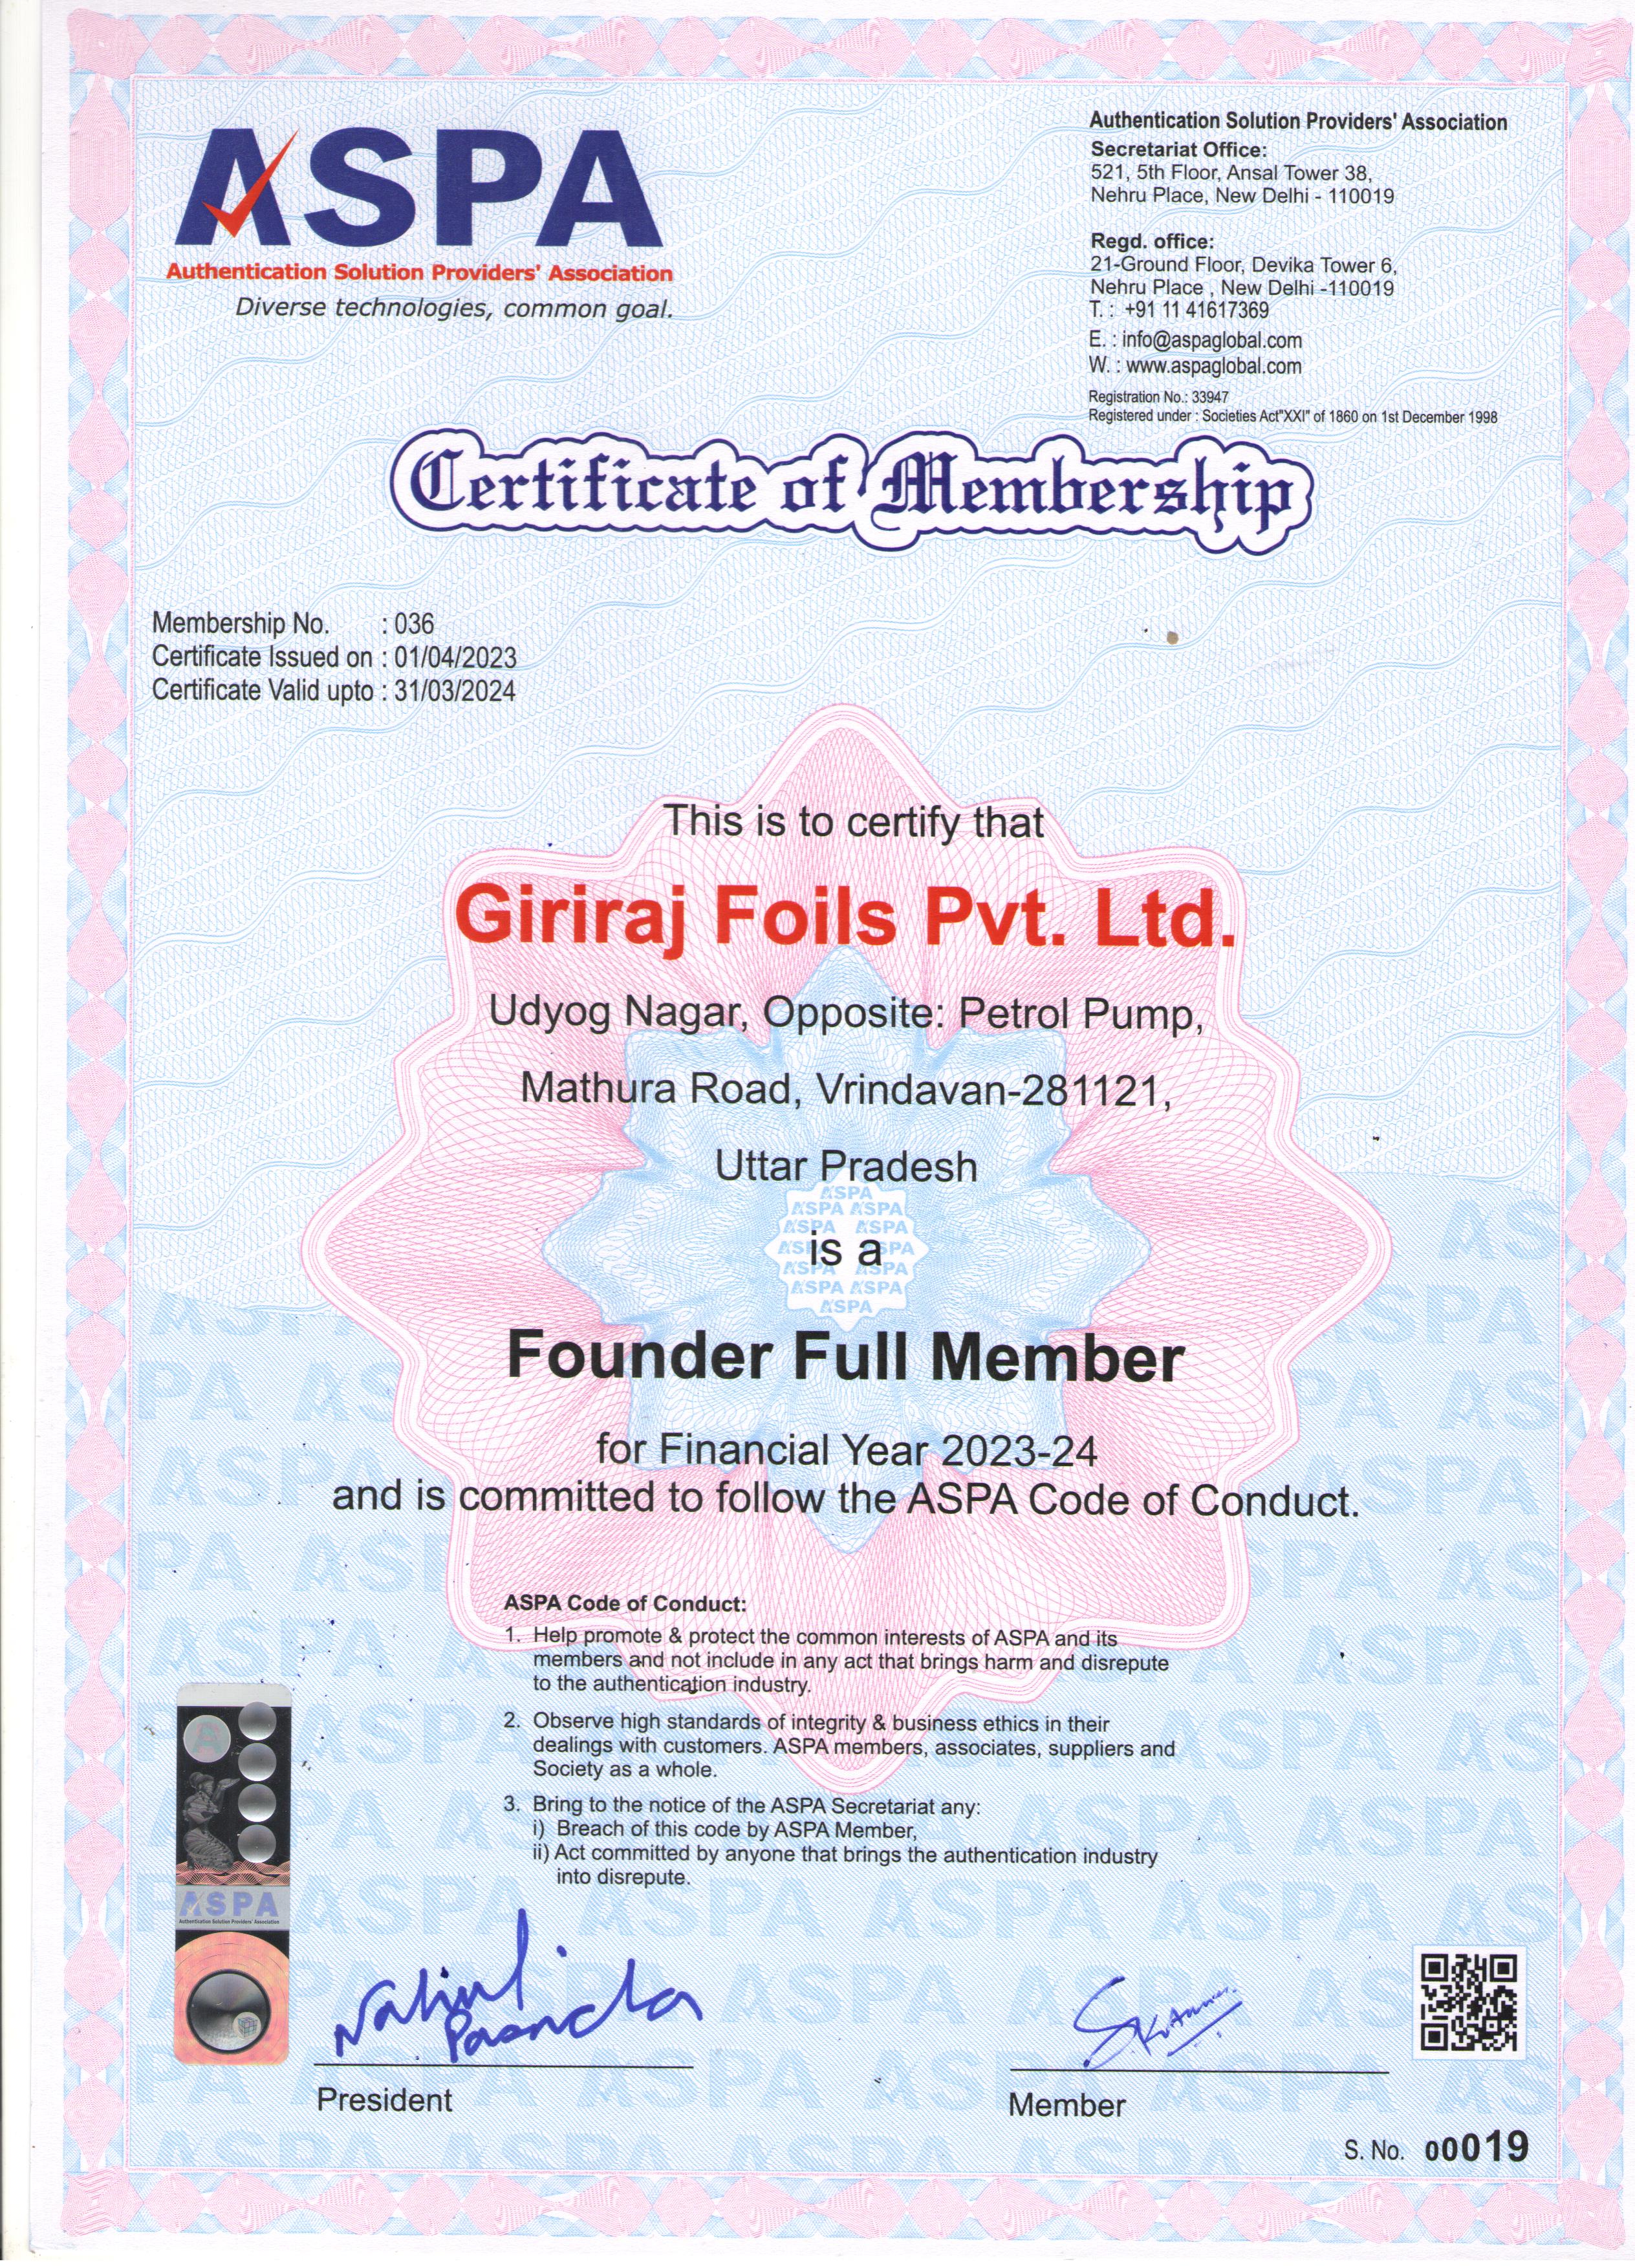 ASPA
Authentication Solution Providers' Association
Diverse technologies, common goal.
Authentication Solution Providers' Association
Secretariat Office:
521, 5th Floor, Ansal Tower 38,
Nehru Place, New Delhi - 110019
Regd. office:
21-Ground Floor, Devika Tower 6,
Nehru Place , New Delhi -110019
T. : +91 11 41617369
E. : info@aspaglobal.com
W. : www.aspaglobal.com
Registration No.: 33947
Registered under : Societies Act"XXI" of 1860 on 1st December 1998
Certificate of Membership
Membership No. : 036
Certificate Issued on : 01/04/2023
Certificate Valid upto : 31/03/2024
This is to certify that
Giriraj Foils Pvt. Ltd.
Udyog Nagar, Opposite: Petrol Pump,
Mathura Road, Vrindavan-281121,
Uttar Pradesh
is a
Founder Full Member
for Financial Year 2023-24
and is committed to follow the ASPA Code of Conduct.
ASPA Code of Conduct:
1. Help promote & protect the common interests of ASPA and its
members and not include in any act that brings harm and disrepute
to the authentication industry.
2. Observe high standards of integrity & business ethics in their
dealings with customers. ASPA members, associates, suppliers and
Society as a whole.
3. Bring to the notice of the ASPA Secretariat any:
i) Breach of this code by ASPA Member,
ii) Act committed by anyone that brings the authentication industry
into disrepute.
A
ASPA
Authentication Solution Providers' Association
President
Member
S. No. 00019